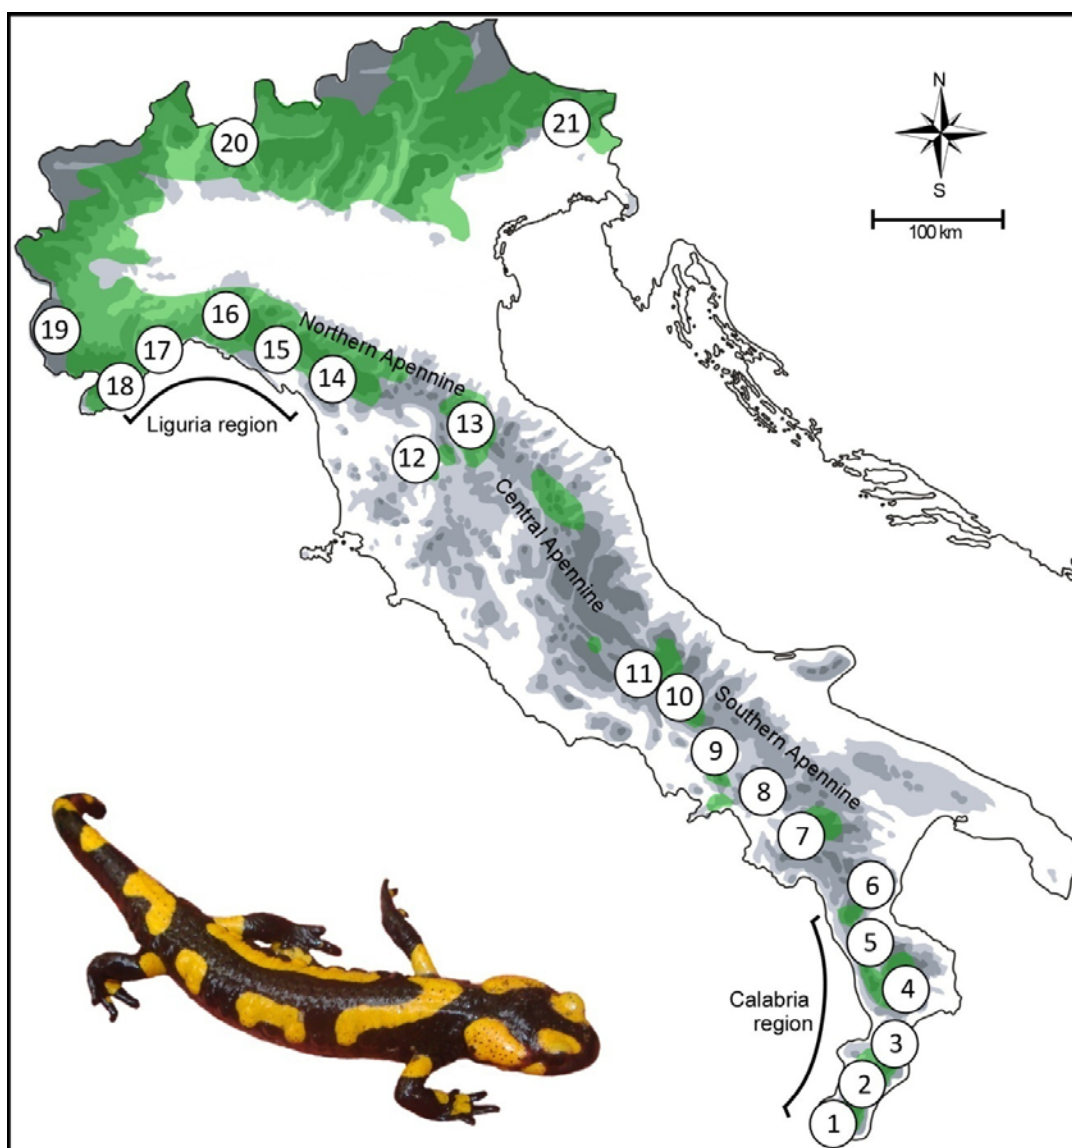 N
S
100 km
21
20
19
18
17
16
15
14
Northern Apennine
Liguria region
13
12
Central Apennine
11
10
Southern Apennine
9
8
7
6
5
4
Calabria
region
3
2
1